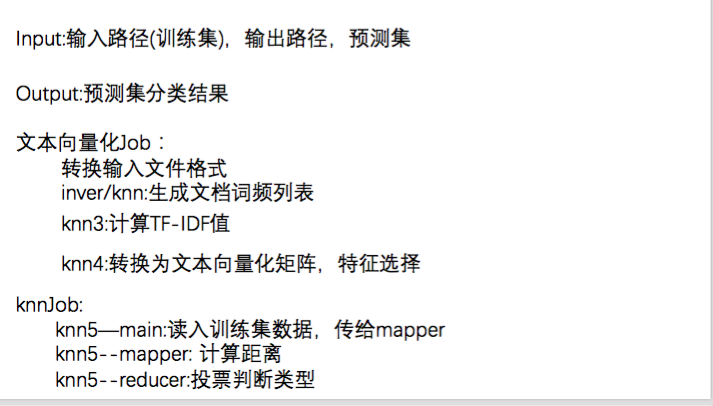 Input:输入路径(训练集)，输出路径，预测集
Output:预测集分类结果
文本向量化Job：
转换输入文件格式
inver/knn:生成文档词频列表
knn3:计算TF-IDF值
knn4:转换为文本向量化矩阵，特征选择
knnJob:
knn5—main:读入训练集数据，传给mapper
knn5--mapper: 计算距离
knn5--reducer:投票判断类型